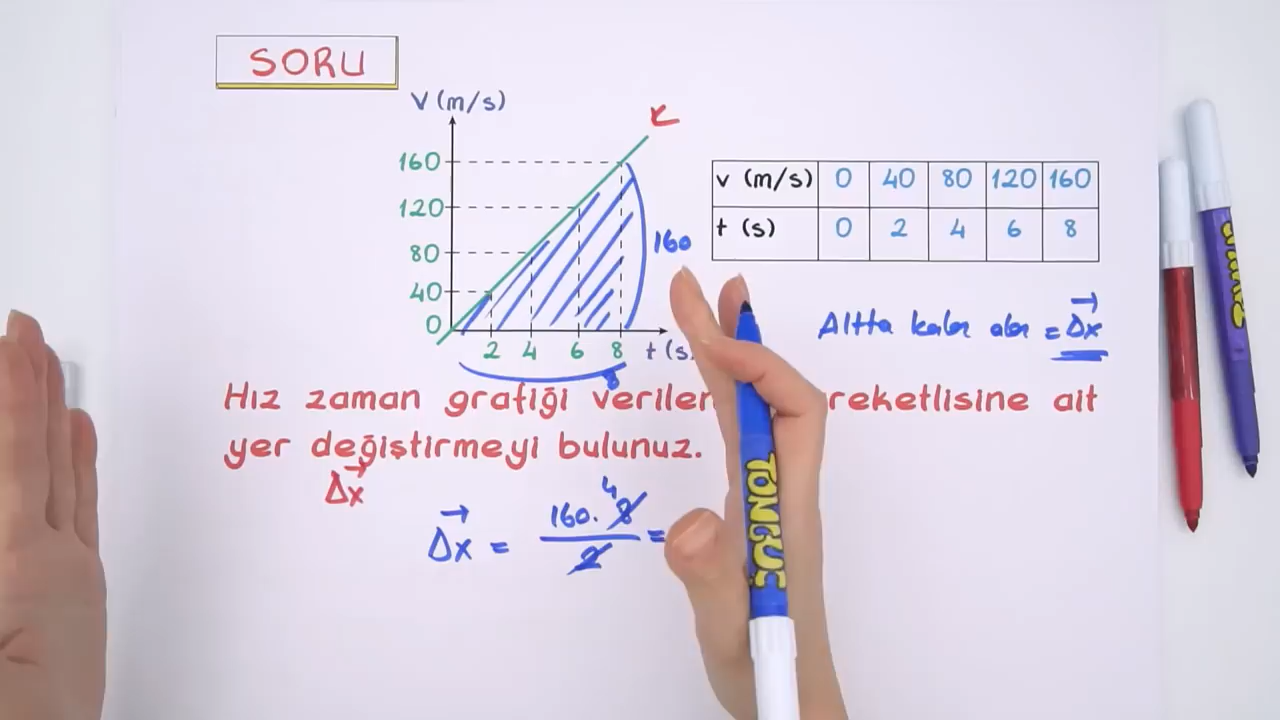 SORU
V (m/s)
K
160
120
80
40
0
2 4 6 8 t (s)
160
8
v (m/s) 0 40 80 120 160
t (s) 0 2 4 6 8
Altta kalan alan = Δx
Hız zaman grafiği verilen reketlisine ait
yer değiştirmeyi bulunuz.
Δx
Δx = 160.8/2 =
4
TONGUÇ